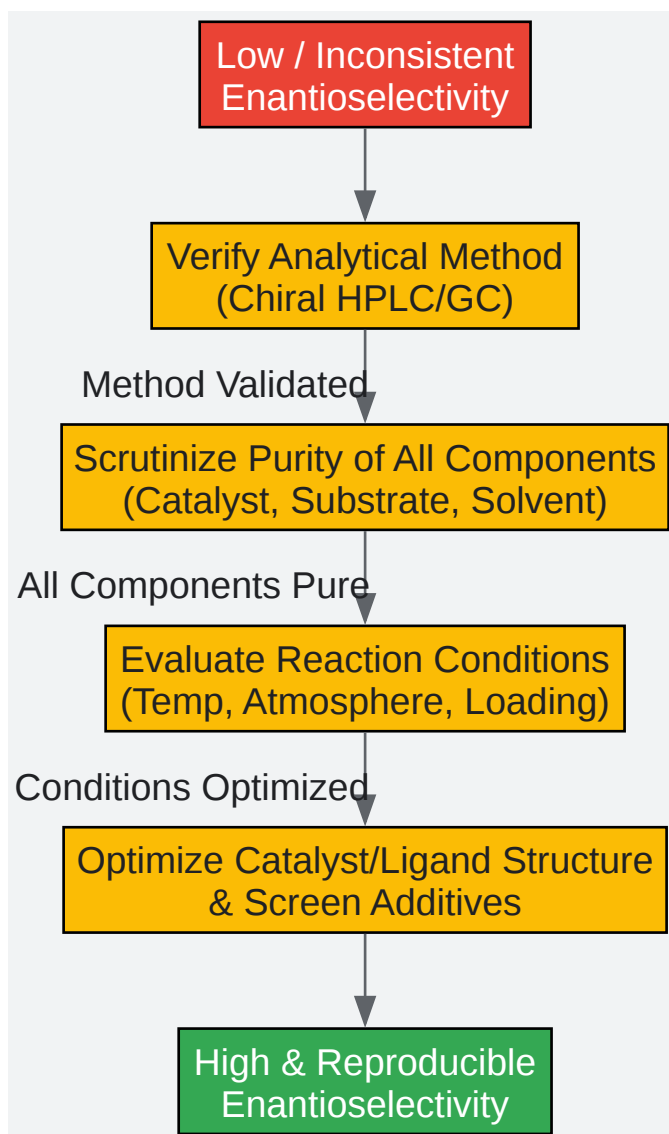 Low / Inconsistent
Enantioselectivity
Verify Analytical Method
(Chiral HPLC/GC)
Method Validated
Scrutinize Purity of All Components
(Catalyst, Substrate, Solvent)
All Components Pure
Evaluate Reaction Conditions
(Temp, Atmosphere, Loading)
Conditions Optimized
Optimize Catalyst/Ligand Structure
& Screen Additives
High & Reproducible
Enantioselectivity